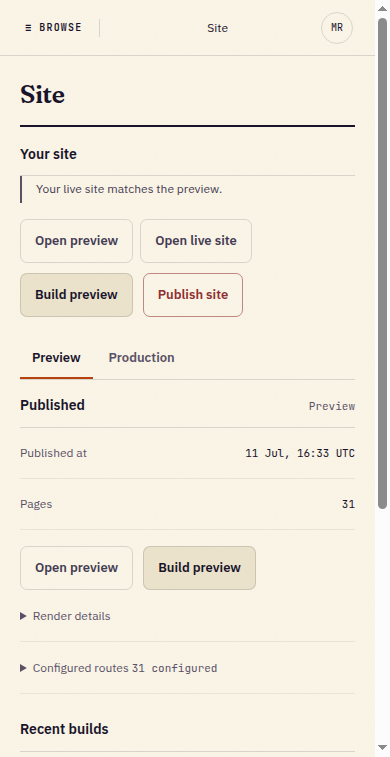 ≡ BROWSE
Site
MR
Site
Your site
Your live site matches the preview.
Open preview
Open live site
Build preview
Publish site
Preview
Production
Published
Preview
Published at
11 Jul, 16:33 UTC
Pages
31
Open preview
Build preview
Render details
Configured routes 31 configured
Recent builds